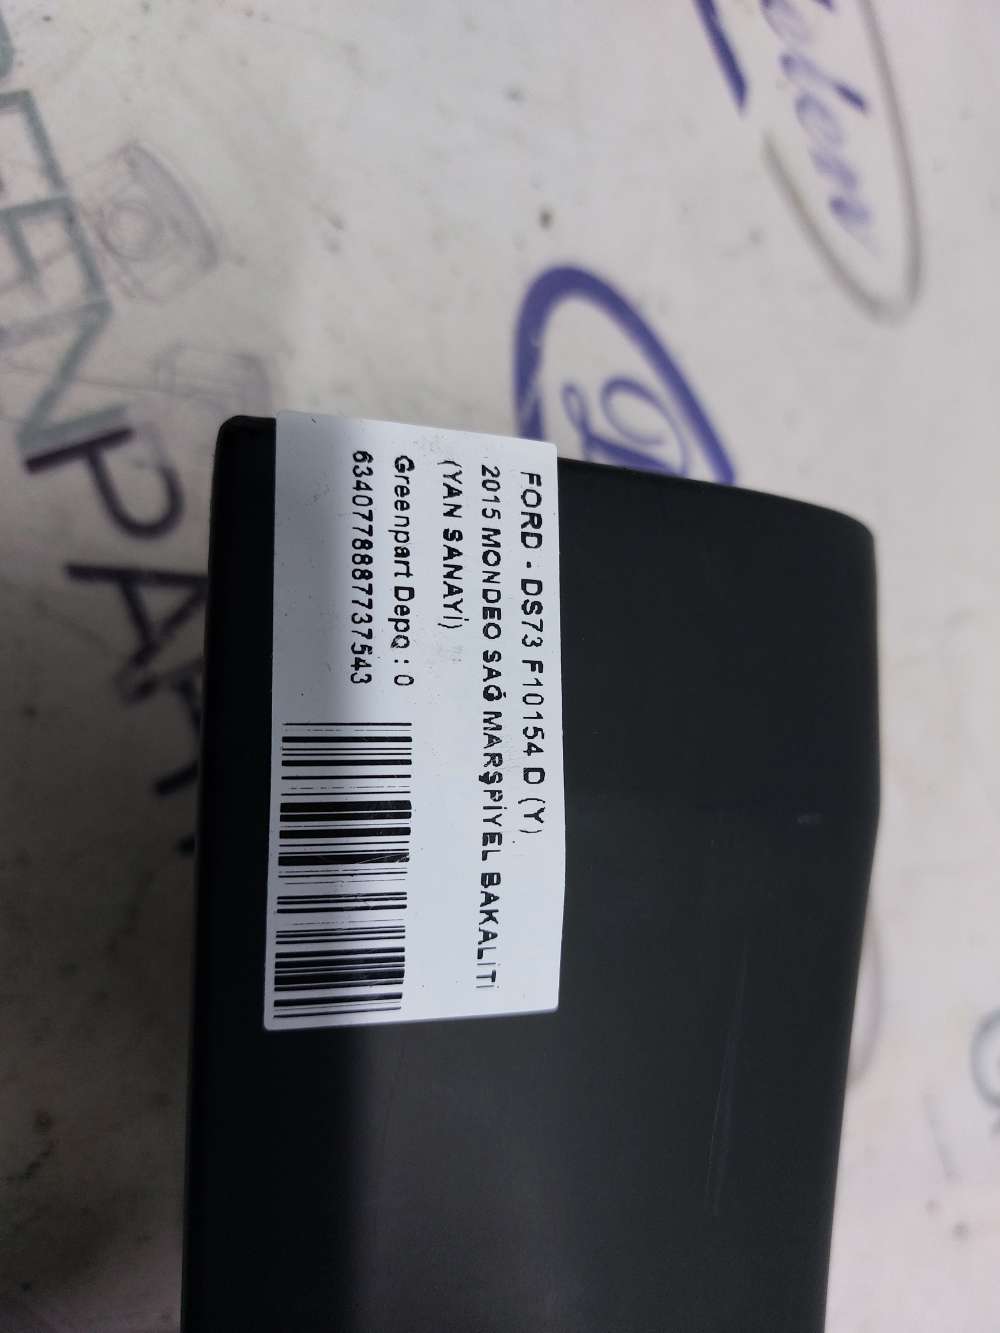 FORD - DS73 F10154 D (Y)
2015 MONDEO SAĞ MARŞPİYEL BAKALİTİ
(YAN SANAYİ)
Greenpart Depo : 0
6340778887737543